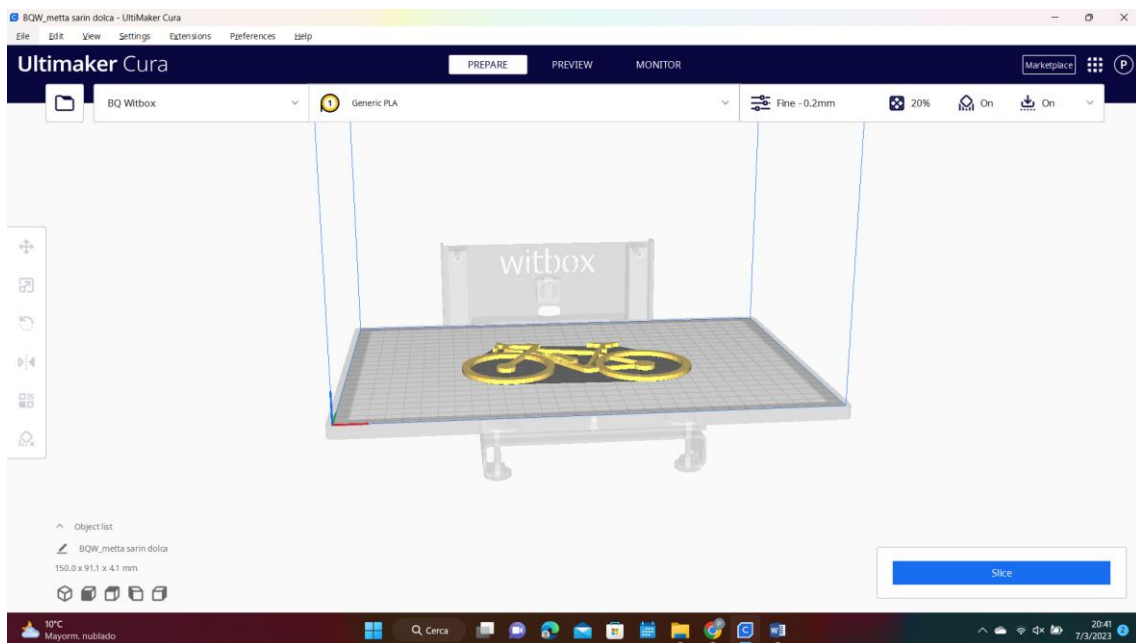 BQW_metta sarin dolca - UltiMaker Cura
File Edit View Settings Extensions Preferences Help
Ultimaker Cura
PREPARE PREVIEW MONITOR
Marketplace
P
BQ Witbox
1
Generic PLA
Fine - 0.2mm
20%
On
On
witbox
Object list
BQW_metta sarin dolca
150.0 x 91.1 x 4.1 mm
Slice
10°C
Mayorm. nublado
Cerca
20:41
7/3/2023
2